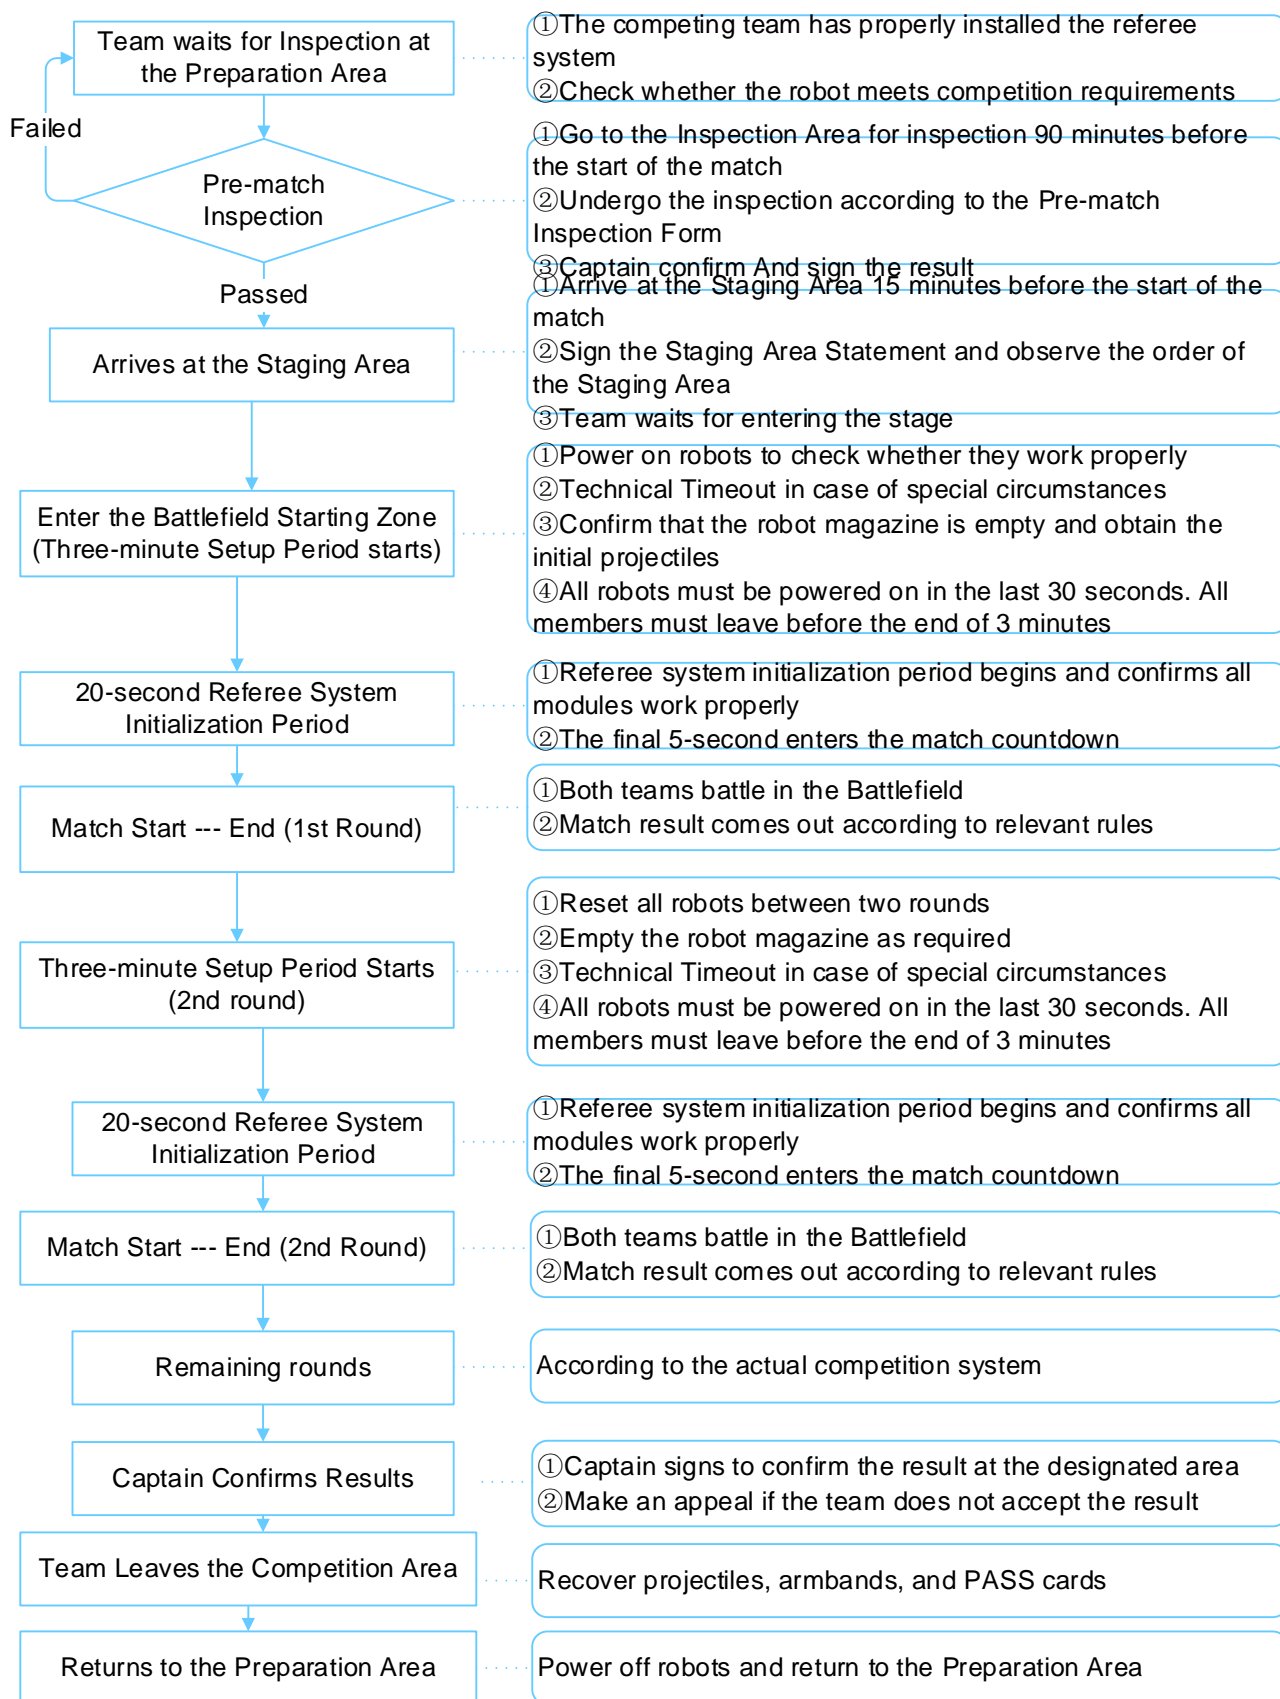 Team waits for Inspection at
the Preparation Area
①The competing team has properly installed the referee
system
②Check whether the robot meets competition requirements
Failed
Pre-match
Inspection
①Go to the Inspection Area for inspection 90 minutes before
the start of the match
②Undergo the inspection according to the Pre-match
Inspection Form
③Captain confirm And sign the result
Passed
Arrives at the Staging Area
①Arrive at the Staging Area 15 minutes before the start of the
match
②Sign the Staging Area Statement and observe the order of
the Staging Area
③Team waits for entering the stage
Enter the Battlefield Starting Zone
(Three-minute Setup Period starts)
①Power on robots to check whether they work properly
②Technical Timeout in case of special circumstances
③Confirm that the robot magazine is empty and obtain the
initial projectiles
④All robots must be powered on in the last 30 seconds. All
members must leave before the end of 3 minutes
20-second Referee System
Initialization Period
①Referee system initialization period begins and confirms all
modules work properly
②The final 5-second enters the match countdown
Match Start --- End (1st Round)
①Both teams battle in the Battlefield
②Match result comes out according to relevant rules
Three-minute Setup Period Starts
(2nd round)
①Reset all robots between two rounds
②Empty the robot magazine as required
③Technical Timeout in case of special circumstances
④All robots must be powered on in the last 30 seconds. All
members must leave before the end of 3 minutes
20-second Referee System
Initialization Period
①Referee system initialization period begins and confirms all
modules work properly
②The final 5-second enters the match countdown
Match Start --- End (2nd Round)
①Both teams battle in the Battlefield
②Match result comes out according to relevant rules
Remaining rounds
According to the actual competition system
Captain Confirms Results
①Captain signs to confirm the result at the designated area
②Make an appeal if the team does not accept the result
Team Leaves the Competition Area
Recover projectiles, armbands, and PASS cards
Returns to the Preparation Area
Power off robots and return to the Preparation Area